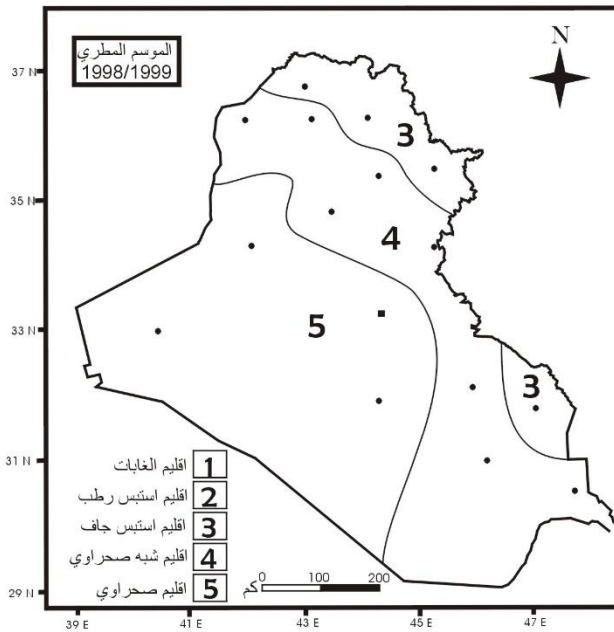 الموسم المطري
1998/1999
N
37 N
35 N
33 N
31 N
29 N
3
4
5
3
اقليم الغابات 1
اقليم استبس رطب 2
اقليم استبس جاف 3
اقليم شبه صحراوي 4
اقليم صحراوي 5
كم 0 100 200
39 E 41 E 43 E 45 E 47 E